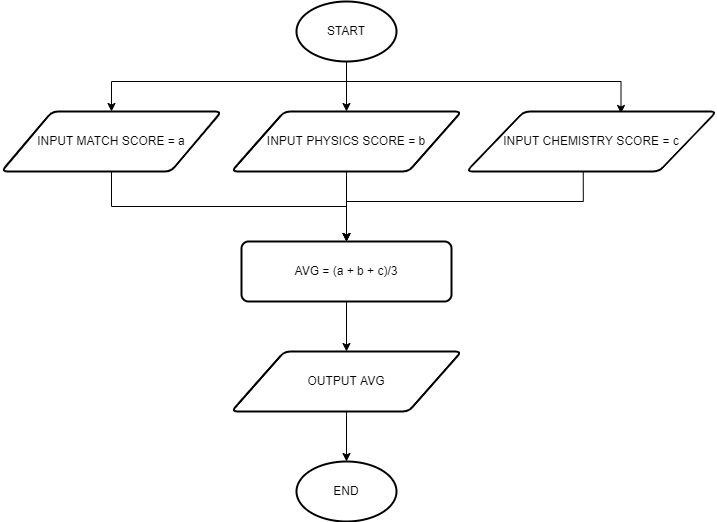 START
INPUT MATCH SCORE = a
INPUT PHYSICS SCORE = b
INPUT CHEMISTRY SCORE = c
AVG = (a + b + c)/3
OUTPUT AVG
END